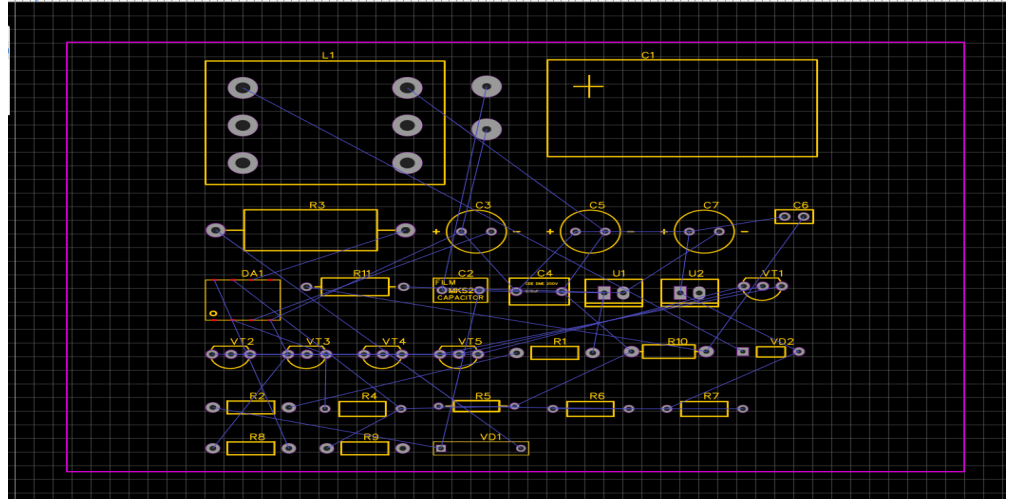 L1
C1
R3
C3
C5
C7
C6
+ - + - + -
DA1
R11
C2
C4
U1
U2
VT1
FILM
MKS2
CAPACITOR
VT2
VT3
VT4
VT5
R1
R10
VD2
R2
R4
R5
R6
R7
R8
R9
VD1